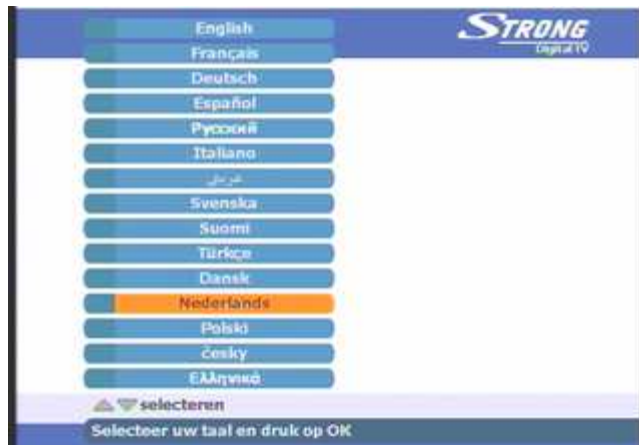 English
STRONG
Français
Digital TV
Deutsch
Español
Русский
Italiano
عربي
Svenska
Suomi
Türkçe
Dansk
Nederlands
Polski
česky
Ελληνικά
selecteren
Selecteer uw taal en druk op OK